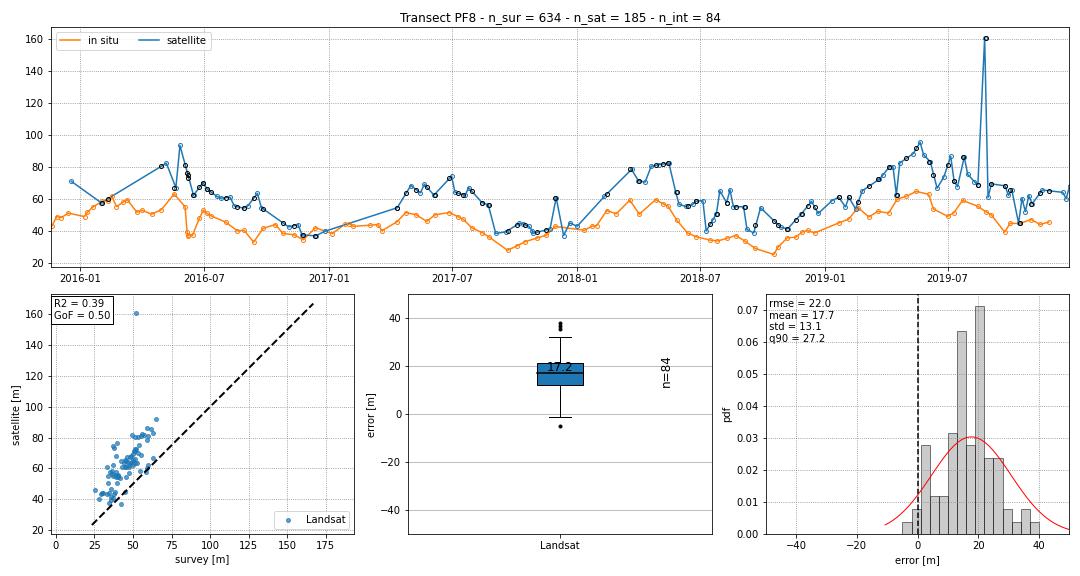 Transect PF8 - n_sur = 634 - n_sat = 185 - n_int = 84
in situ satellite
160
140
120
100
80
60
40
20
2016-01 2016-07 2017-01 2017-07 2018-01 2018-07 2019-01 2019-07
R2 = 0.39
GoF = 0.50
160
140
120
100
80
60
40
20
satellite [m]
Landsat
0 25 50 75 100 125 150 175
survey [m]
40
20
0
−20
−40
error [m]
17.2
n=84
Landsat
rmse = 22.0
mean = 17.7
std = 13.1
q90 = 27.2
0.07
0.06
0.05
0.04
0.03
0.02
0.01
0.00
pdf
−40 −20 0 20 40
error [m]